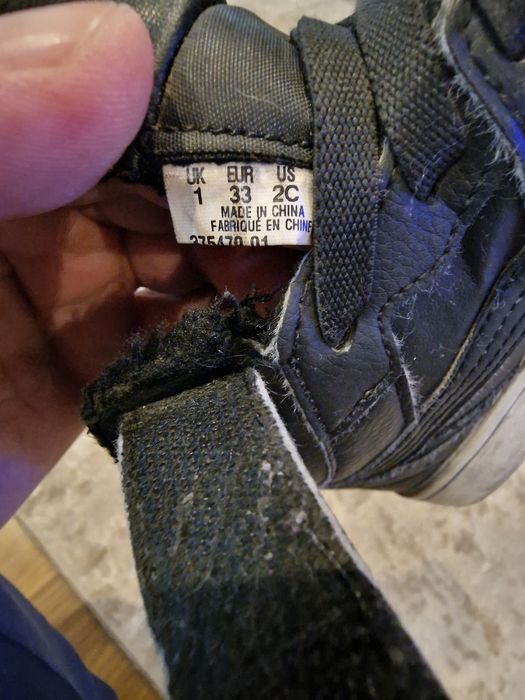 UK EUR US
1 33 2C
MADE IN CHINA
FABRIQUÉ EN CHINE